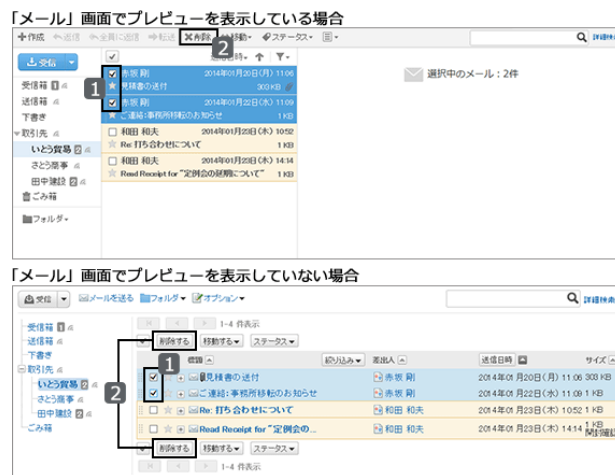 「メール」画面でプレビューを表示している場合
作成 返信 全員に返信 転送 削除 移動 ステータス 詳細検
受信
送信日時
受信箱 1
送信箱
下書き
取引先
いとう貿易 2
さとう商事
田中建設 2
ごみ箱
フォルダ
1
2
赤坂 剛 2014年01月20日(月) 11:06
見積書の送付 303 KB
赤坂 剛 2014年01月22日(水) 11:09
ご連絡:事務所移転のお知らせ 1 KB
和田 和夫 2014年01月23日(木) 10:52
Re: 打ち合わせについて 1 KB
和田 和夫 2014年01月23日(木) 14:14
Read Receipt for "定例会の延期について" 1 KB
選択中のメール:2件
「メール」画面でプレビューを表示していない場合
受信 メールを送る フォルダ オプション 詳細検
受信箱 1
送信箱
下書き
取引先
いとう貿易 2
さとう商事
田中建設 2
ごみ箱
1-4 件表示
削除する 移動する ステータス
1
2
標題 絞り込み 差出人 送信日時 サイズ
見積書の送付 赤坂 剛 2014年01月20日(月) 11:06 303 KB
ご連絡:事務所移転のお知らせ 赤坂 剛 2014年01月22日(水) 11:09 1 KB
Re: 打ち合わせについて 和田 和夫 2014年01月23日(木) 10:52 1 KB
Read Receipt for "定例会の... 和田 和夫 2014年01月23日(木) 14:14 1 KB
開封確認
削除する 移動する ステータス
1-4 件表示